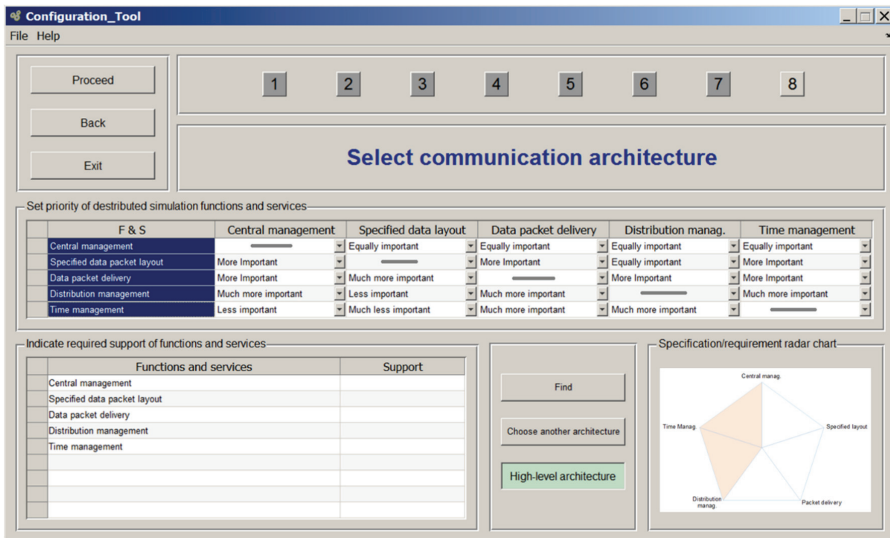 Configuration_Tool
File Help
Proceed
Back
Exit
1 2 3 4 5 6 7 8
Select communication architecture
Set priority of destributed simulation functions and services
F & S Central management Specified data layout Data packet delivery Distribution manag. Time management
Central management Equally important Equally important Equally important Equally important
Specified data packet layout More Important More Important Equally important More Important
Data packet delivery More Important Much more important More Important More Important
Distribution management Much more important Less important Much more important Much more important
Time management Less important Much less important Much more important Much more important
Indicate required support of functions and services
Functions and services Support
Central management
Specified data packet layout
Data packet delivery
Distribution management
Time management
Find
Choose another architecture
High-level architecture
Specification/requirement radar chart
Central manag.
Time Manag.
Specified layout
Distribution
manag.
Packet delivery